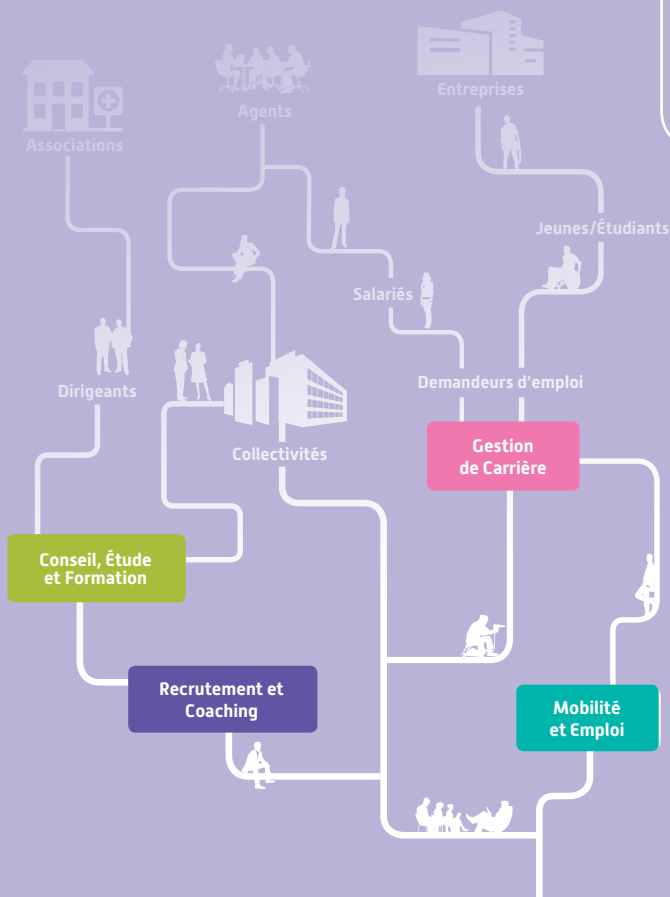 Entreprises
Agents
Associations
Jeunes/Étudiants
Salariés
Demandeurs d'emploi
Dirigeants
Collectivités
Gestion
de Carrière
Conseil, Étude
et Formation
Recrutement et
Coaching
Mobilité
et Emploi